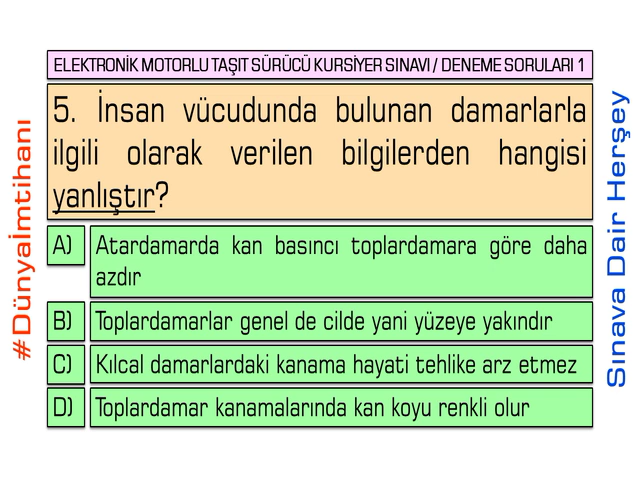 ELEKTRONİK MOTORLU TAŞIT SÜRÜCÜ KURSİYER SINAVI / DENEME SORULARI 1
5. İnsan vücudunda bulunan damarlarla
ilgili olarak verilen bilgilerden hangisi
yanlıştır?
A) Atardamarda kan basıncı toplardamara göre daha
azdır
B) Toplardamarlar genel de cilde yani yüzeye yakındır
C) Kılcal damarlardaki kanama hayati tehlike arz etmez
D) Toplardamar kanamalarında kan koyu renkli olur
#Dünyaİmtihanı
Sınava Dair Herşey